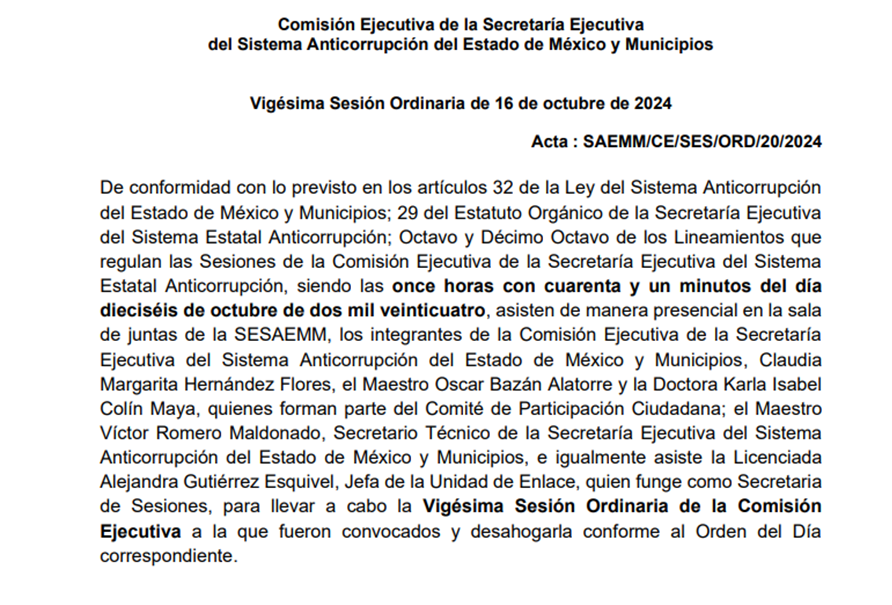 Comisión Ejecutiva de la Secretaría Ejecutiva
del Sistema Anticorrupción del Estado de México y Municipios
Vigésima Sesión Ordinaria de 16 de octubre de 2024
Acta : SAEMM/CE/SES/ORD/20/2024
De conformidad con lo previsto en los artículos 32 de la Ley del Sistema Anticorrupción
del Estado de México y Municipios; 29 del Estatuto Orgánico de la Secretaría Ejecutiva
del Sistema Estatal Anticorrupción; Octavo y Décimo Octavo de los Lineamientos que
regulan las Sesiones de la Comisión Ejecutiva de la Secretaría Ejecutiva del Sistema
Estatal Anticorrupción, siendo las once horas con cuarenta y un minutos del día
dieciséis de octubre de dos mil veinticuatro, asisten de manera presencial en la sala
de juntas de la SESAEMM, los integrantes de la Comisión Ejecutiva de la Secretaría
Ejecutiva del Sistema Anticorrupción del Estado de México y Municipios, Claudia
Margarita Hernández Flores, el Maestro Oscar Bazán Alatorre y la Doctora Karla Isabel
Colín Maya, quienes forman parte del Comité de Participación Ciudadana; el Maestro
Víctor Romero Maldonado, Secretario Técnico de la Secretaría Ejecutiva del Sistema
Anticorrupción del Estado de México y Municipios, e igualmente asiste la Licenciada
Alejandra Gutiérrez Esquivel, Jefa de la Unidad de Enlace, quien funge como Secretaria
de Sesiones, para llevar a cabo la Vigésima Sesión Ordinaria de la Comisión
Ejecutiva a la que fueron convocados y desahogarla conforme al Orden del Día
correspondiente.